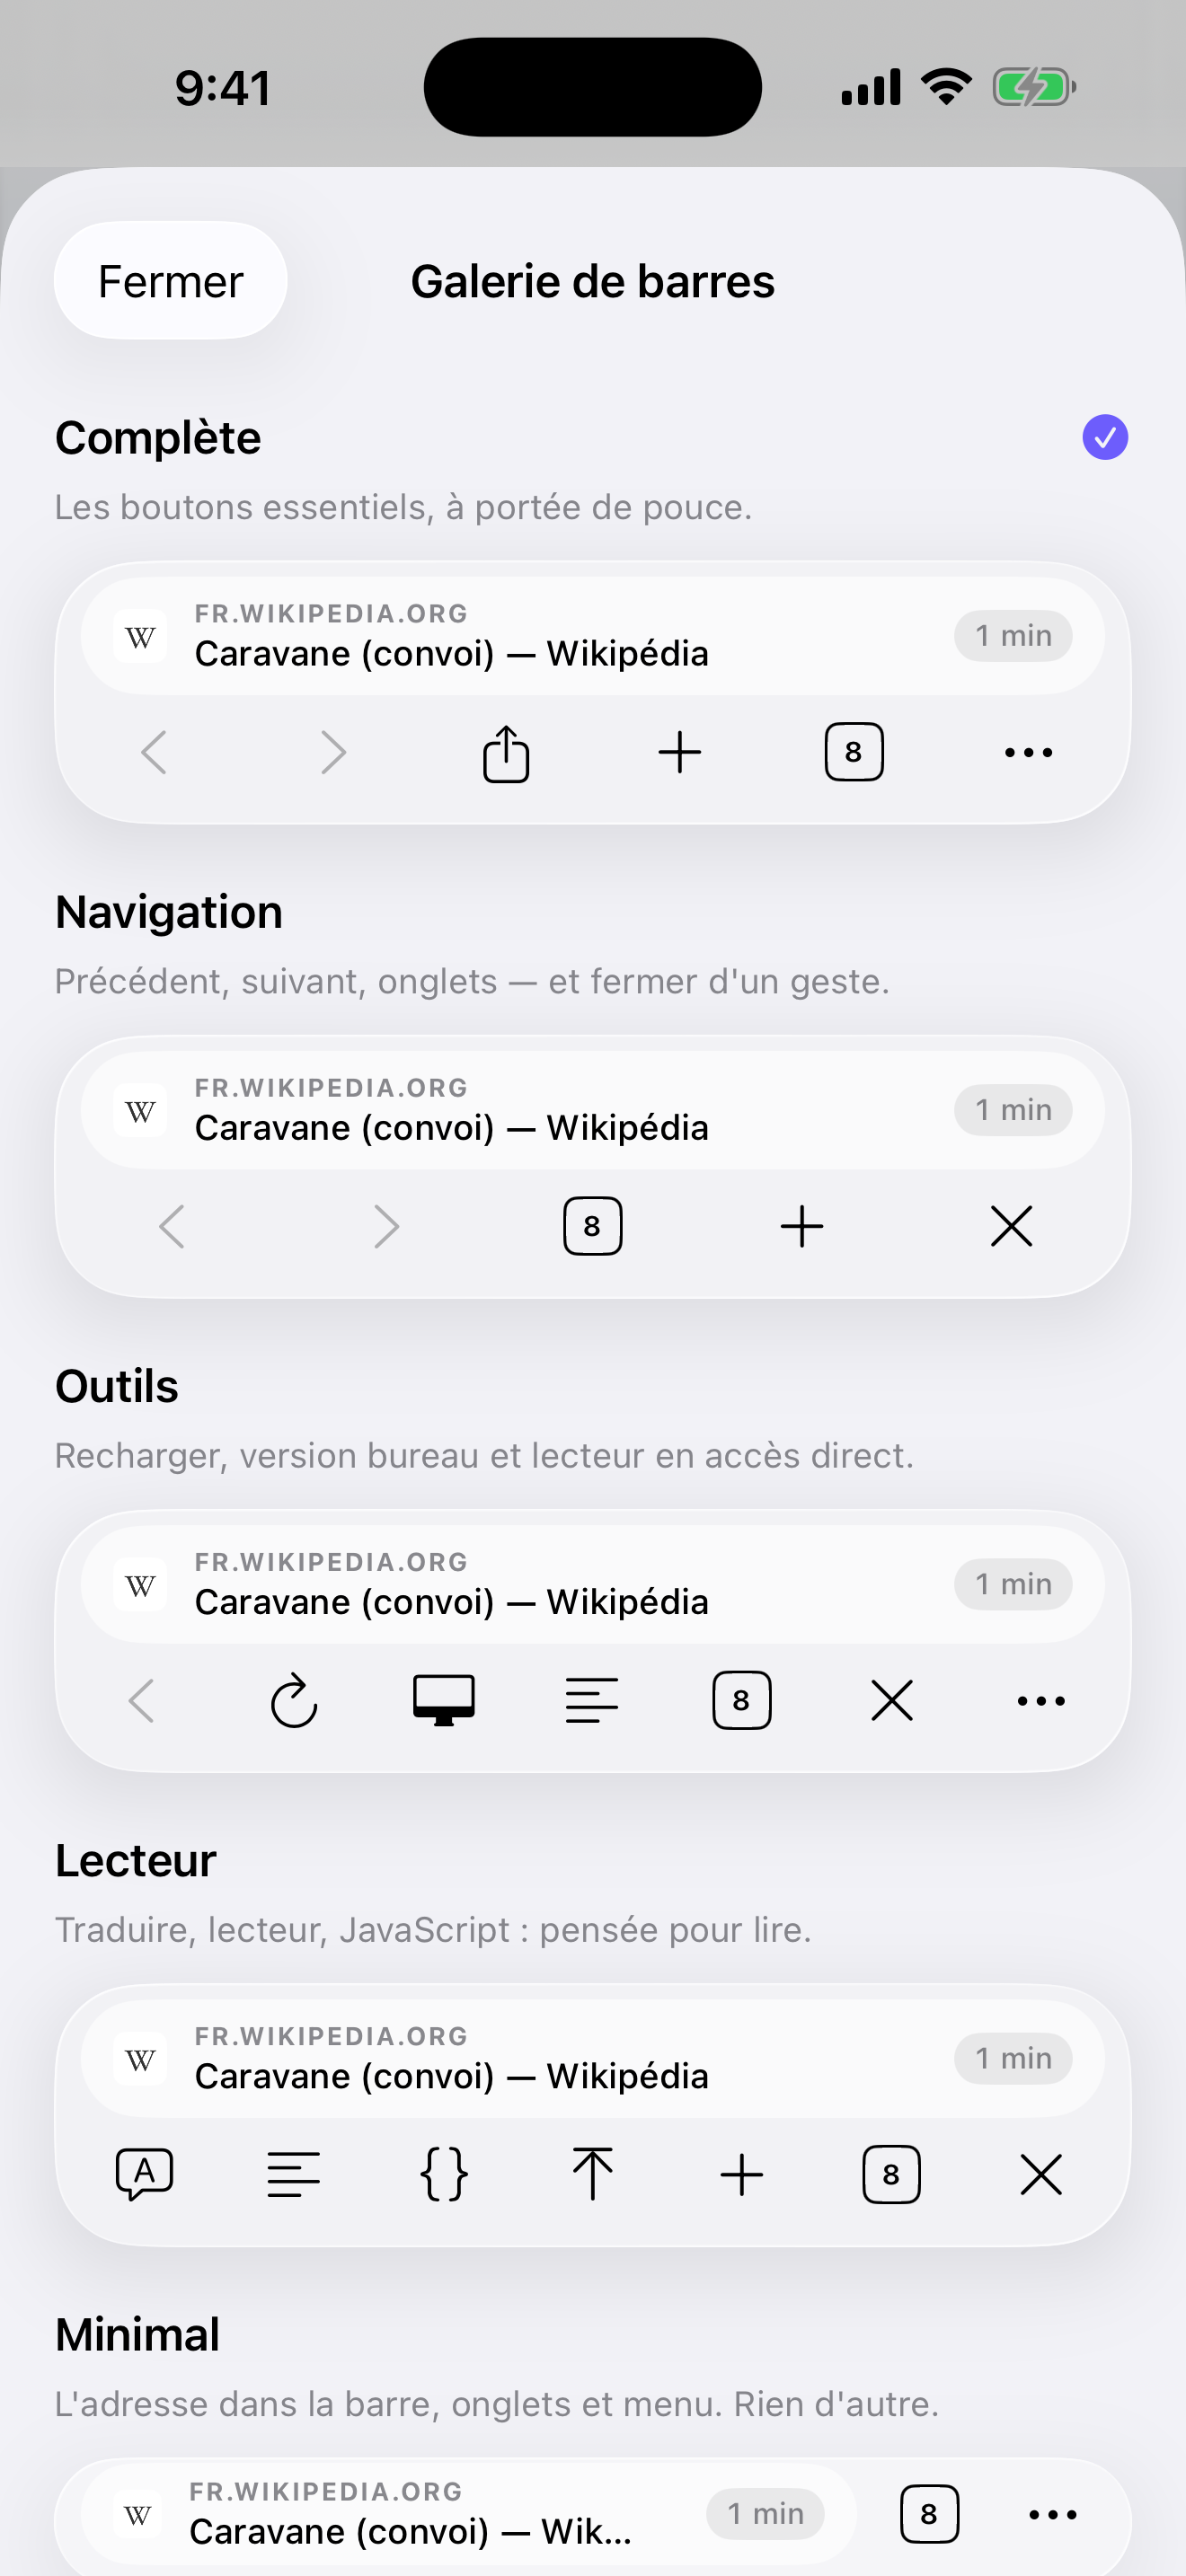 9:41
Fermer
Galerie de barres
Complète
Les boutons essentiels, à portée de pouce.
W
FR.WIKIPEDIA.ORG
Caravane (convoi) — Wikipédia
1 min
8
Navigation
Précédent, suivant, onglets — et fermer d'un geste.
W
FR.WIKIPEDIA.ORG
Caravane (convoi) — Wikipédia
1 min
8
Outils
Recharger, version bureau et lecteur en accès direct.
W
FR.WIKIPEDIA.ORG
Caravane (convoi) — Wikipédia
1 min
8
Lecteur
Traduire, lecteur, JavaScript : pensée pour lire.
W
FR.WIKIPEDIA.ORG
Caravane (convoi) — Wikipédia
1 min
A
{ }
8
Minimal
L'adresse dans la barre, onglets et menu. Rien d'autre.
W
FR.WIKIPEDIA.ORG
Caravane (convoi) — Wik...
1 min
8